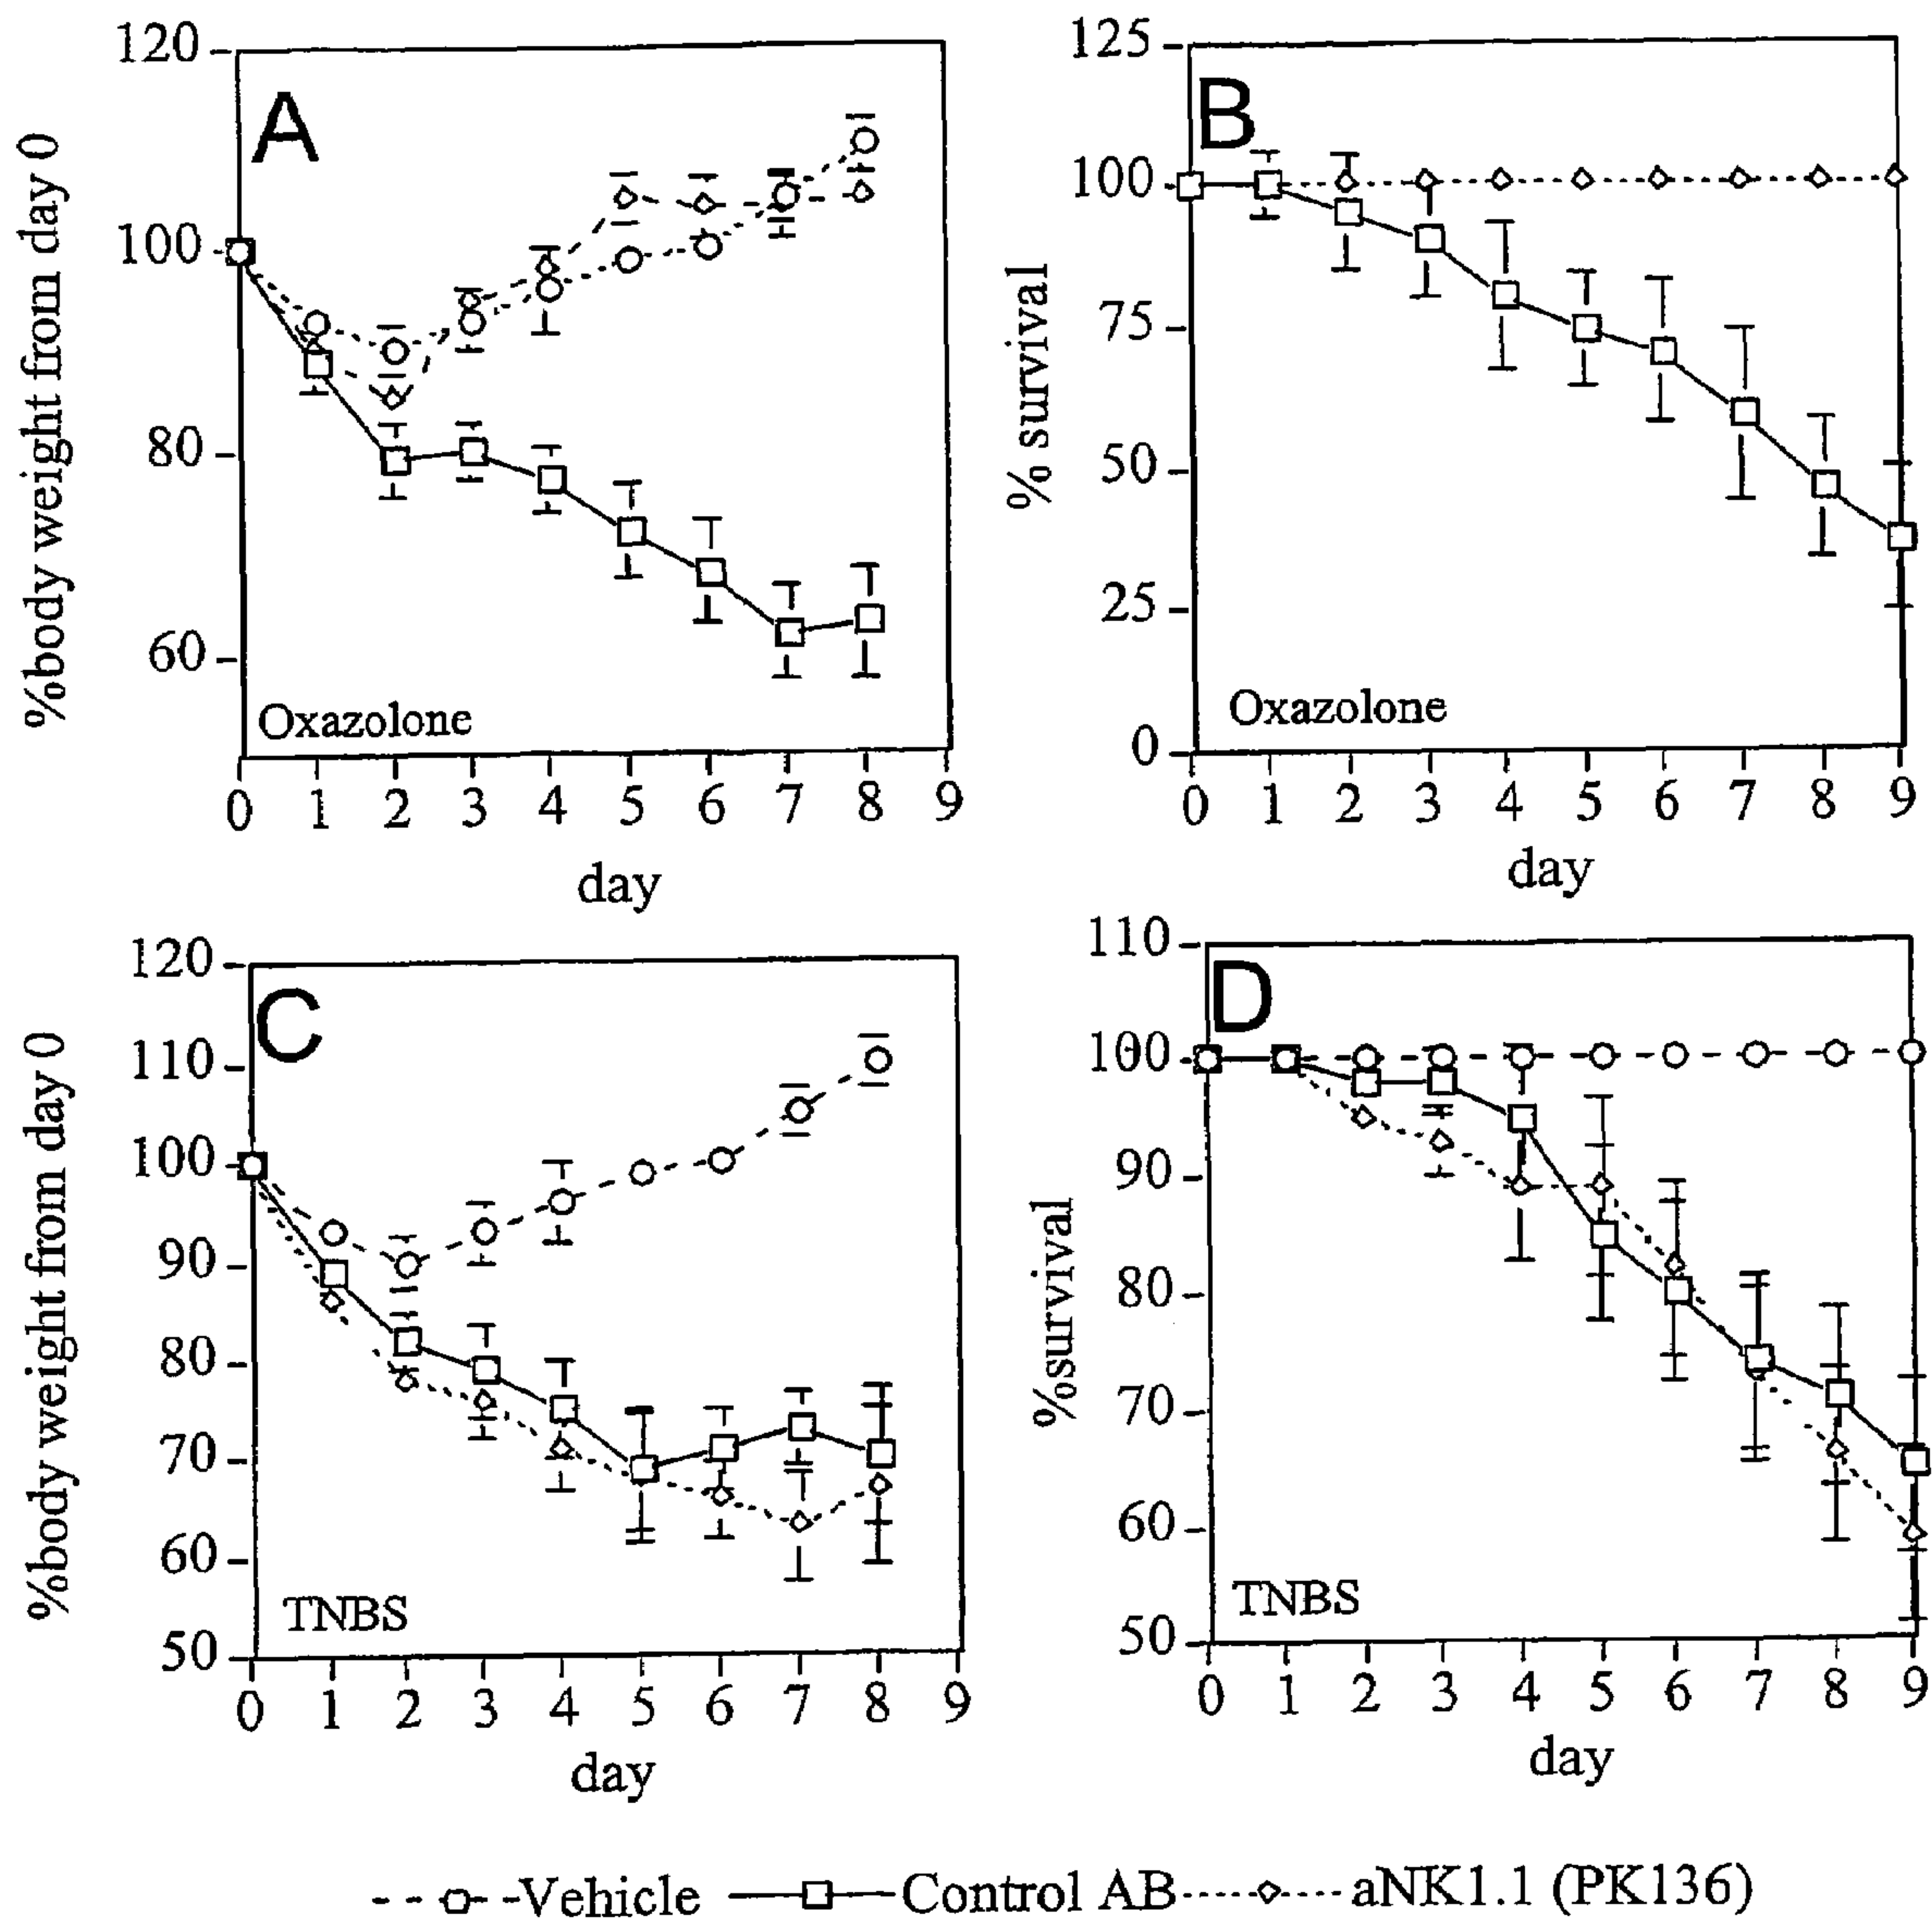 A
%body weight from day 0
120
100
80
60
Oxazolone
0 1 2 3 4 5 6 7 8 9
day
B
% survival
125
100
75
50
25
0
Oxazolone
0 1 2 3 4 5 6 7 8 9
day
C
%body weight from day 0
120
110
100
90
80
70
60
50
TNBS
0 1 2 3 4 5 6 7 8 9
day
D
%survival
110
100
90
80
70
60
50
TNBS
0 1 2 3 4 5 6 7 8 9
day
Vehicle Control AB aNK1.1 (PK136)